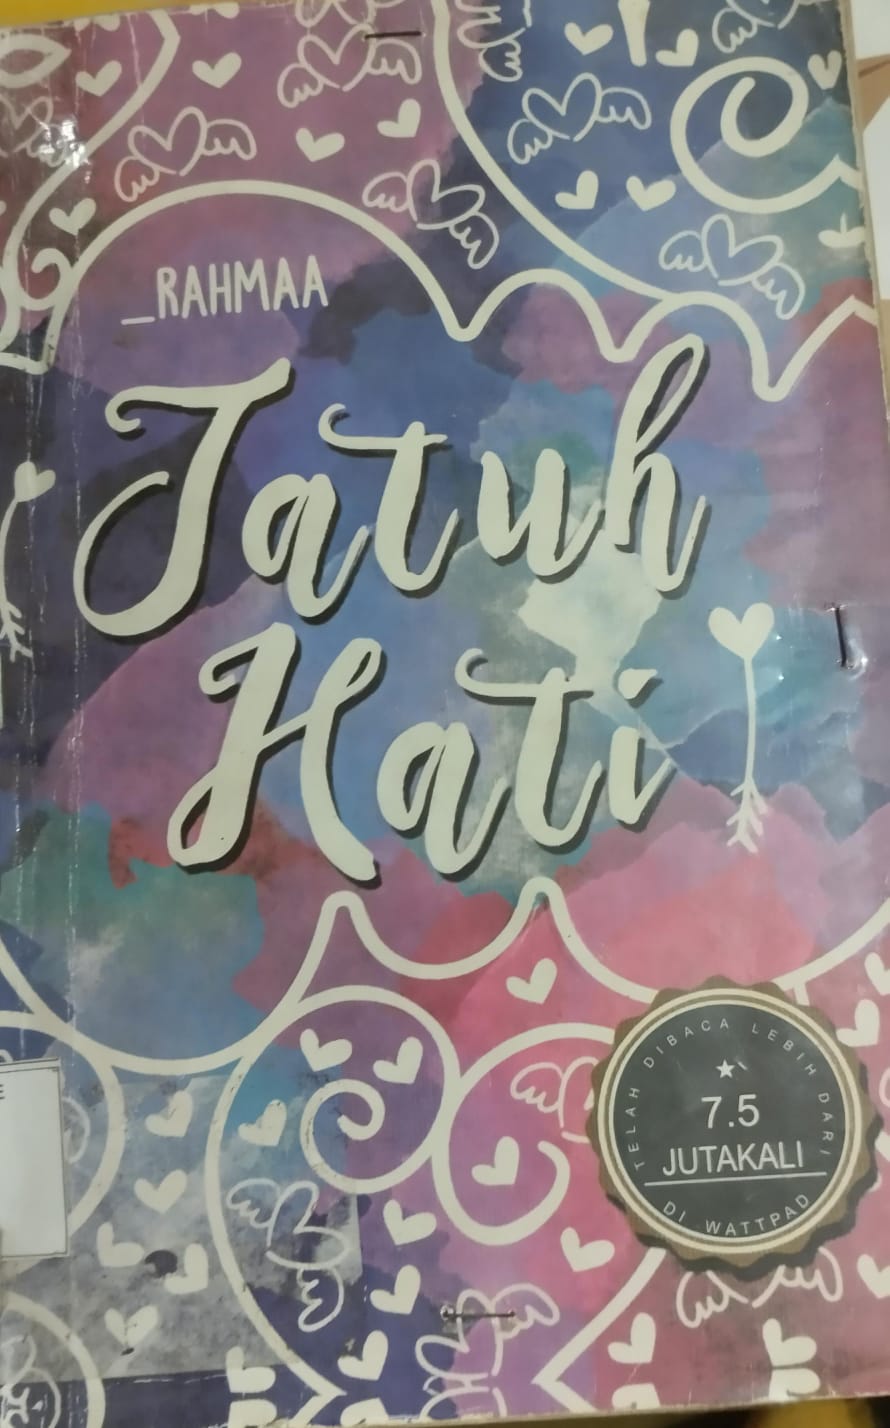 _RAHMAA
Jatuh
Hati
TELAH DIBACA LEBIH DARI
7.5
JUTAKALI
DI WATTPAD
E